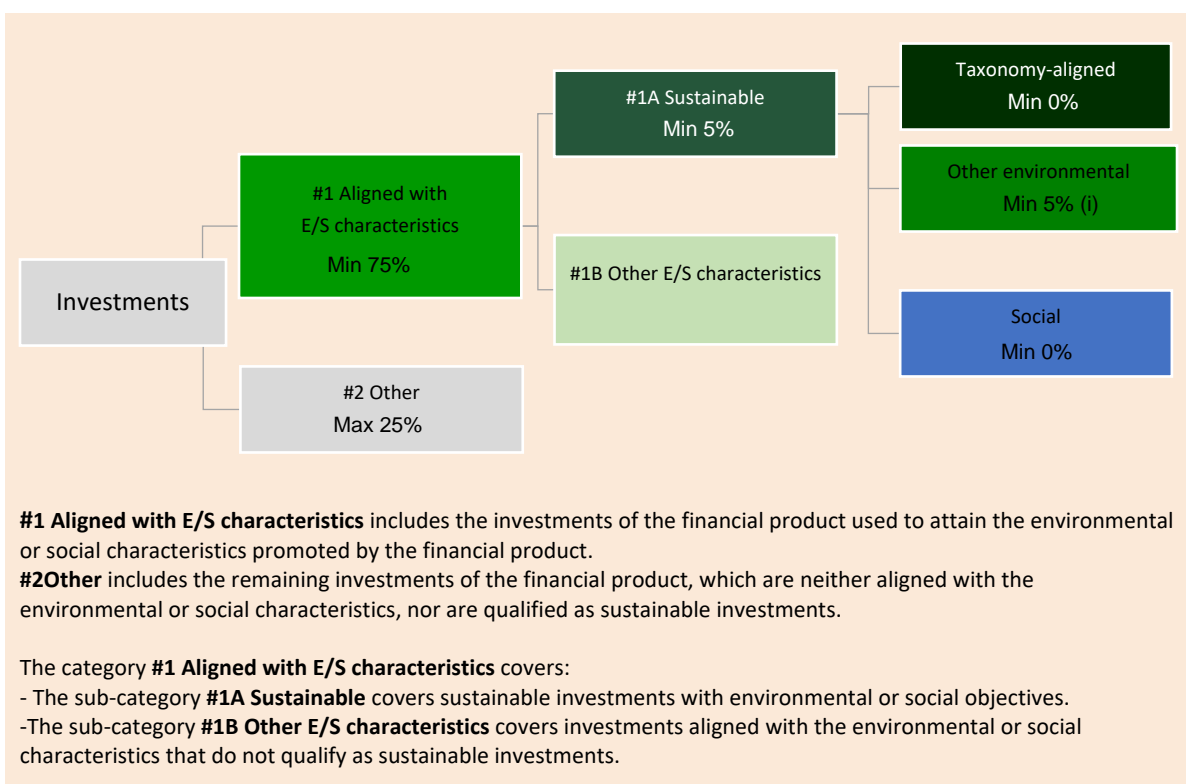 Investments
#1 Aligned with
E/S characteristics
Min 75%
#2 Other
Max 25%
#1A Sustainable
Min 5%
#1B Other E/S characteristics
Taxonomy-aligned
Min 0%
Other environmental
Min 5% (i)
Social
Min 0%
#1 Aligned with E/S characteristics includes the investments of the financial product used to attain the environmental
or social characteristics promoted by the financial product.
#2Other includes the remaining investments of the financial product, which are neither aligned with the
environmental or social characteristics, nor are qualified as sustainable investments.
The category #1 Aligned with E/S characteristics covers:
- The sub-category #1A Sustainable covers sustainable investments with environmental or social objectives.
-The sub-category #1B Other E/S characteristics covers investments aligned with the environmental or social
characteristics that do not qualify as sustainable investments.